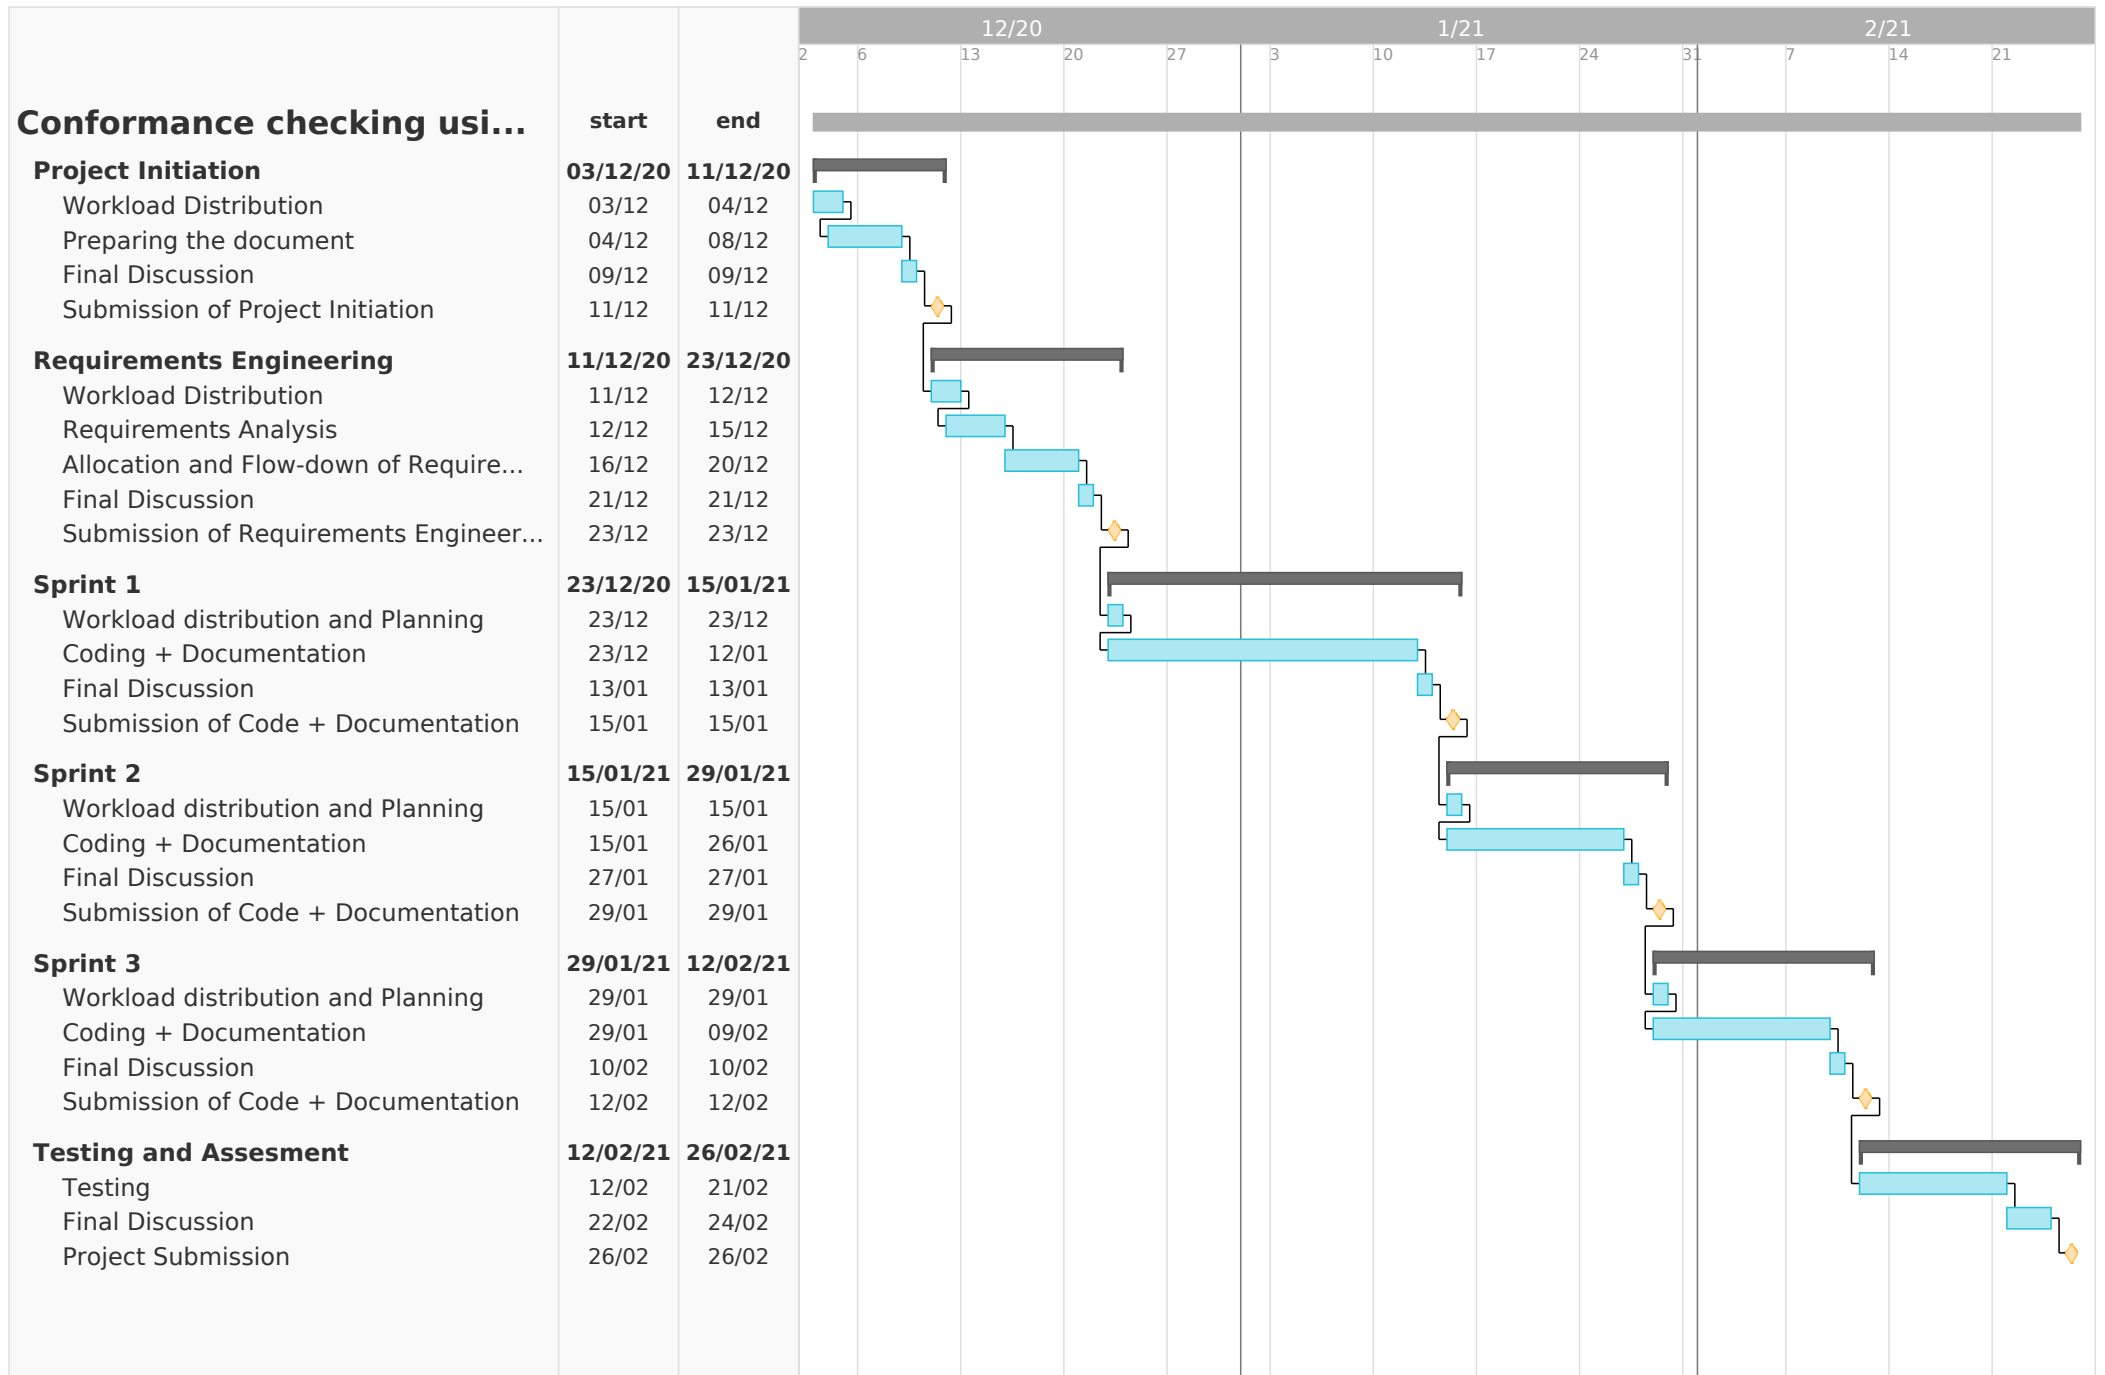 12/20 1/21 2/21
2 6 13 20 27 3 10 17 24 31 7 14 21
Conformance checking usi... start end
Project Initiation 03/12/20 11/12/20
Workload Distribution 03/12 04/12
Preparing the document 04/12 08/12
Final Discussion 09/12 09/12
Submission of Project Initiation 11/12 11/12
Requirements Engineering 11/12/20 23/12/20
Workload Distribution 11/12 12/12
Requirements Analysis 12/12 15/12
Allocation and Flow-down of Require... 16/12 20/12
Final Discussion 21/12 21/12
Submission of Requirements Engineer... 23/12 23/12
Sprint 1 23/12/20 15/01/21
Workload distribution and Planning 23/12 23/12
Coding + Documentation 23/12 12/01
Final Discussion 13/01 13/01
Submission of Code + Documentation 15/01 15/01
Sprint 2 15/01/21 29/01/21
Workload distribution and Planning 15/01 15/01
Coding + Documentation 15/01 26/01
Final Discussion 27/01 27/01
Submission of Code + Documentation 29/01 29/01
Sprint 3 29/01/21 12/02/21
Workload distribution and Planning 29/01 29/01
Coding + Documentation 29/01 09/02
Final Discussion 10/02 10/02
Submission of Code + Documentation 12/02 12/02
Testing and Assesment 12/02/21 26/02/21
Testing 12/02 21/02
Final Discussion 22/02 24/02
Project Submission 26/02 26/02